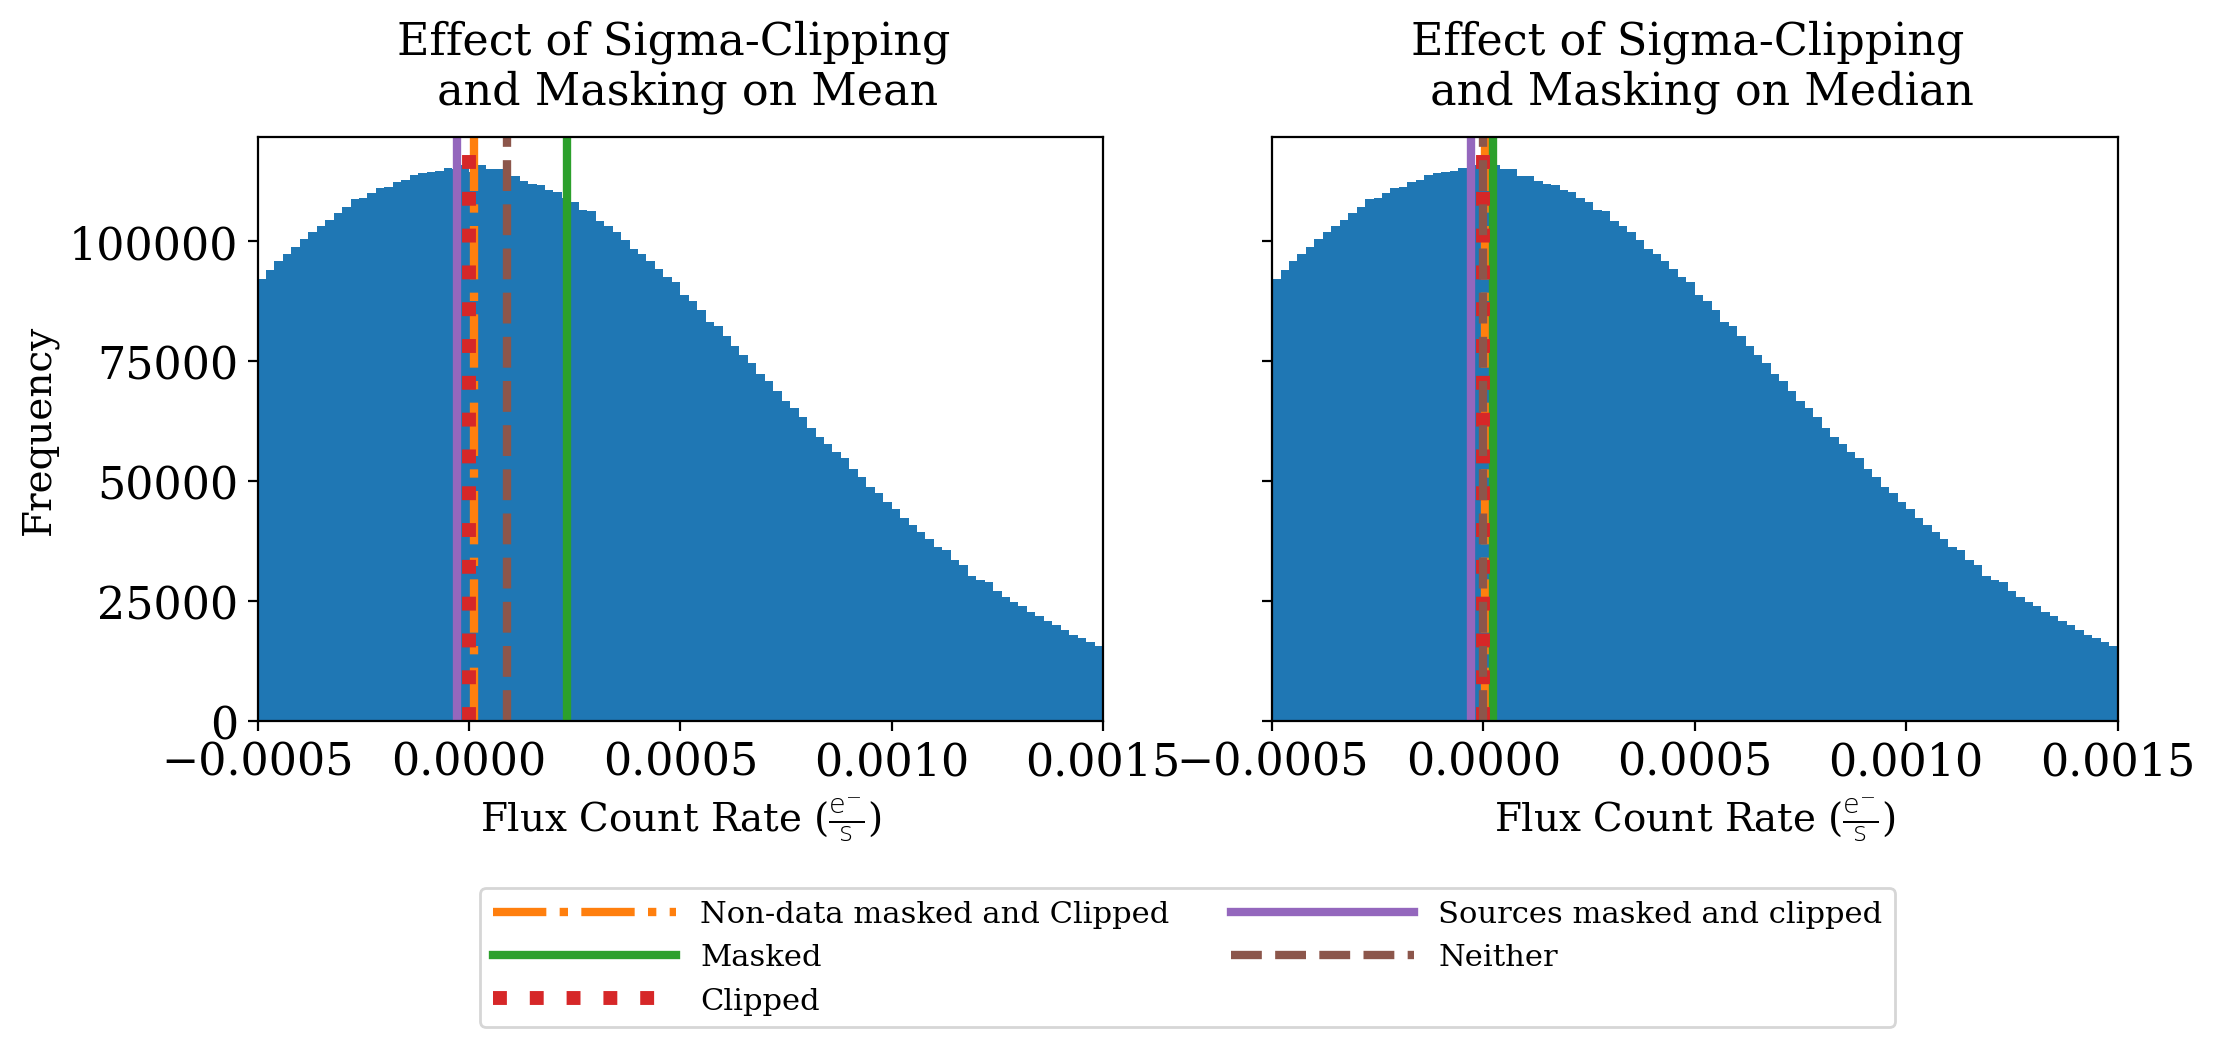 Effect of Sigma-Clipping
and Masking on Mean
Effect of Sigma-Clipping
and Masking on Median
Frequency
100000
75000
50000
25000
0
−0.0005 0.0000 0.0005 0.0010 0.0015
−0.0005 0.0000 0.0005 0.0010 0.0015
Flux Count Rate (e⁻/s)
Flux Count Rate (e⁻/s)
Non-data masked and Clipped
Masked
Clipped
Sources masked and clipped
Neither